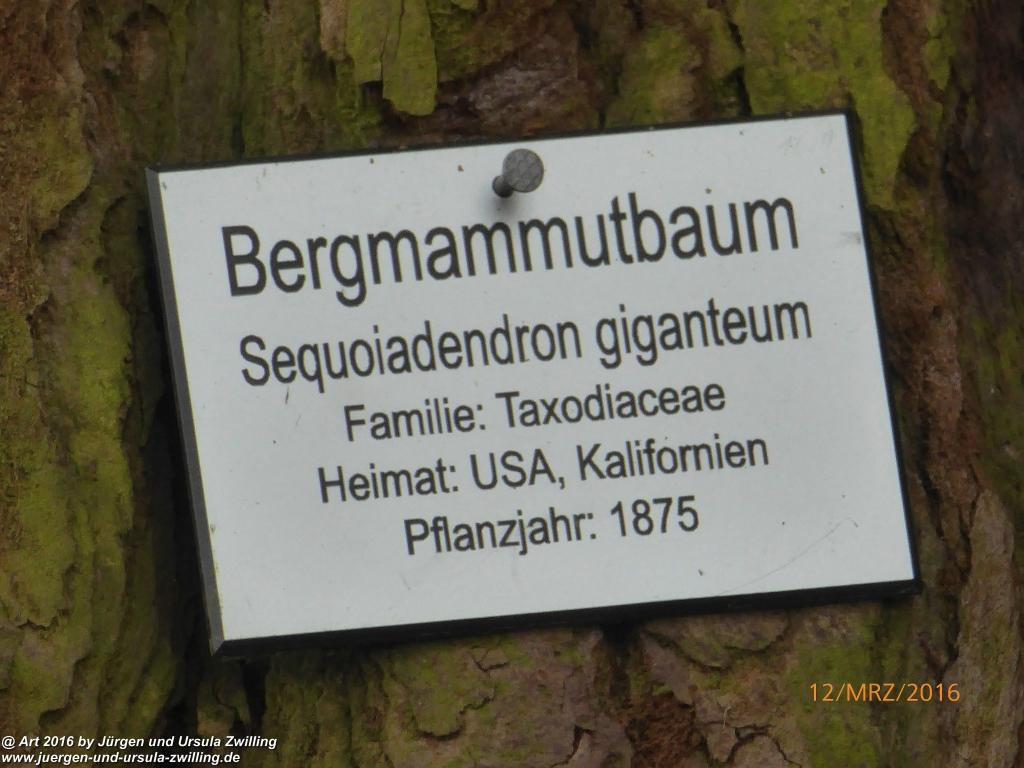 Bergmammutbaum
Sequoiadendron giganteum
Familie: Taxodiaceae
Heimat: USA, Kalifornien
Pflanzjahr: 1875
12/MRZ/2016
@ Art 2016 by Jürgen und Ursula Zwilling
www.juergen-und-ursula-zwilling.de